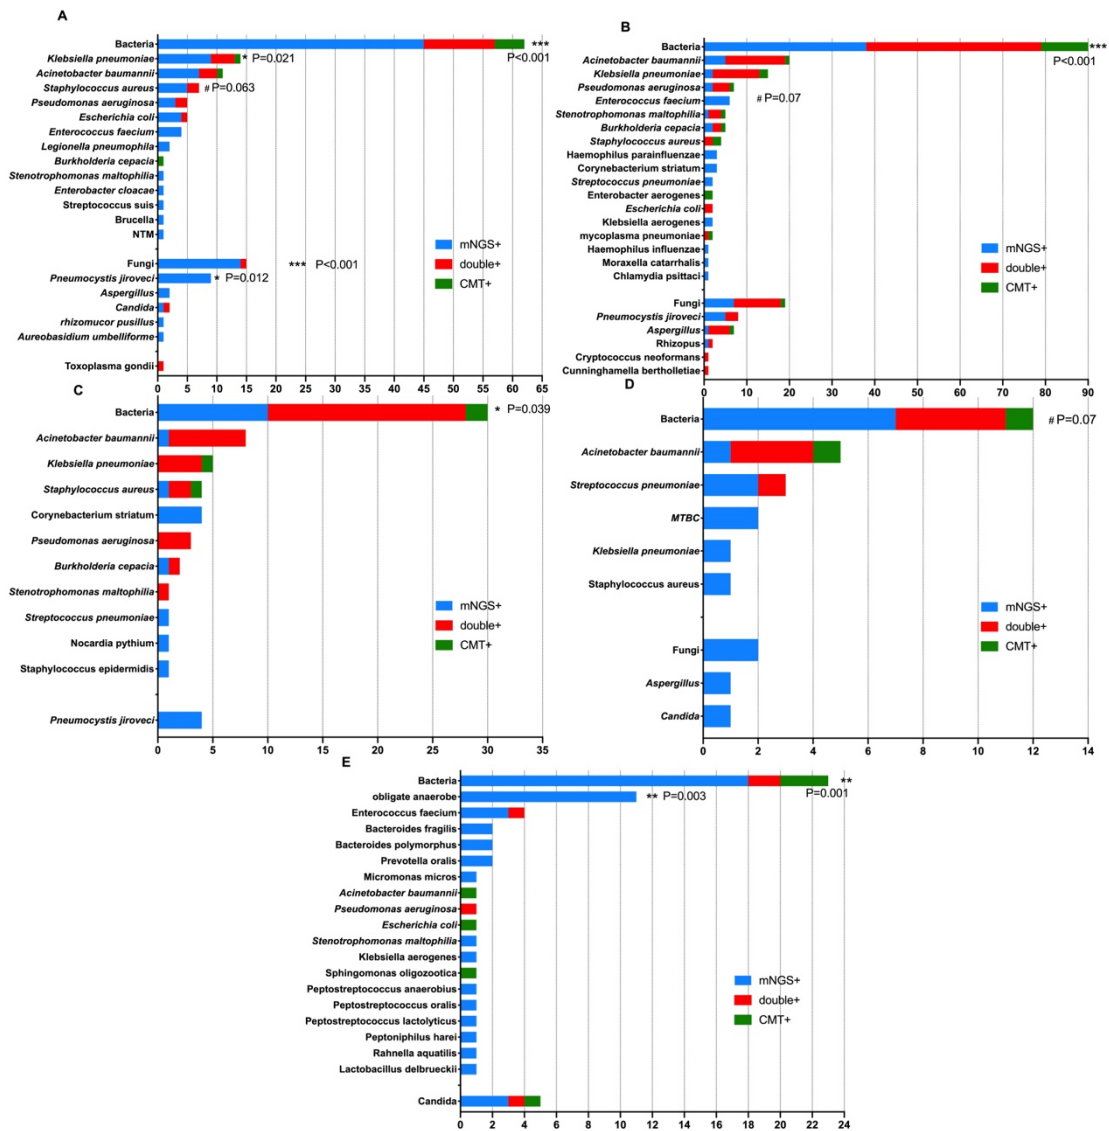 A
Bacteria
***
P<0.001
Klebsiella pneumoniae
* P=0.021
Acinetobacter baumannii
Staphylococcus aureus
# P=0.063
Pseudomonas aeruginosa
Escherichia coli
Enterococcus faecium
Legionella pneumophila
Burkholderia cepacia
Stenotrophomonas maltophilia
Enterobacter cloacae
Streptococcus suis
Brucella
NTM
mNGS+
double+
CMT+
Fungi
*** P<0.001
Pneumocystis jiroveci
* P=0.012
Aspergillus
Candida
rhizomucor pusillus
Aureobasidium umbelliforme
Toxoplasma gondii
0 5 10 15 20 25 30 35 40 45 50 55 60 65
B
Bacteria
***
P<0.001
Acinetobacter baumannii
Klebsiella pneumoniae
Pseudomonas aeruginosa
Enterococcus faecium
# P=0.07
Stenotrophomonas maltophilia
Burkholderia cepacia
Staphylococcus aureus
Haemophilus parainfluenzae
Corynebacterium striatum
Streptococcus pneumoniae
Enterobacter aerogenes
Escherichia coli
Klebsiella aerogenes
mycoplasma pneumoniae
Haemophilus influenzae
Moraxella catarrhalis
Chlamydia psittaci
mNGS+
double+
CMT+
Fungi
Pneumocystis jiroveci
Aspergillus
Rhizopus
Cryptococcus neoformans
Cunninghamella bertholletiae
0 10 20 30 40 50 60 70 80 90
C
Bacteria
* P=0.039
Acinetobacter baumannii
Klebsiella pneumoniae
Staphylococcus aureus
Corynebacterium striatum
Pseudomonas aeruginosa
Burkholderia cepacia
Stenotrophomonas maltophilia
Streptococcus pneumoniae
Nocardia pythium
Staphylococcus epidermidis
mNGS+
double+
CMT+
Pneumocystis jiroveci
0 5 10 15 20 25 30 35
D
Bacteria
# P=0.07
Acinetobacter baumannii
Streptococcus pneumoniae
MTBC
Klebsiella pneumoniae
Staphylococcus aureus
mNGS+
double+
CMT+
Fungi
Aspergillus
Candida
0 2 4 6 8 10 12 14
E
Bacteria
**
P=0.001
obligate anaerobe
** P=0.003
Enterococcus faecium
Bacteroides fragilis
Bacteroides polymorphus
Prevotella oralis
Micromonas micros
Acinetobacter baumannii
Pseudomonas aeruginosa
Escherichia coli
Stenotrophomonas maltophilia
Klebsiella aerogenes
Sphingomonas oligozootica
Peptostreptococcus anaerobius
Peptostreptococcus oralis
Peptostreptococcus lactolyticus
Peptoniphilus harei
Rahnella aquatilis
Lactobacillus delbrueckii
mNGS+
double+
CMT+
Candida
0 2 4 6 8 10 12 14 16 18 20 22 24